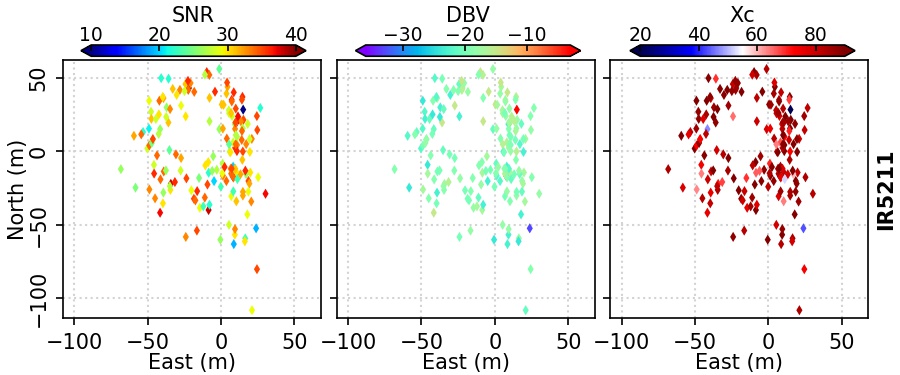 SNR DBV Xc
10 20 30 40 −30 −20 −10 20 40 60 80
50
0
−50
−100
North (m)
−100 −50 0 50 −100 −50 0 50 −100 −50 0 50
East (m) East (m) East (m)
IR5211